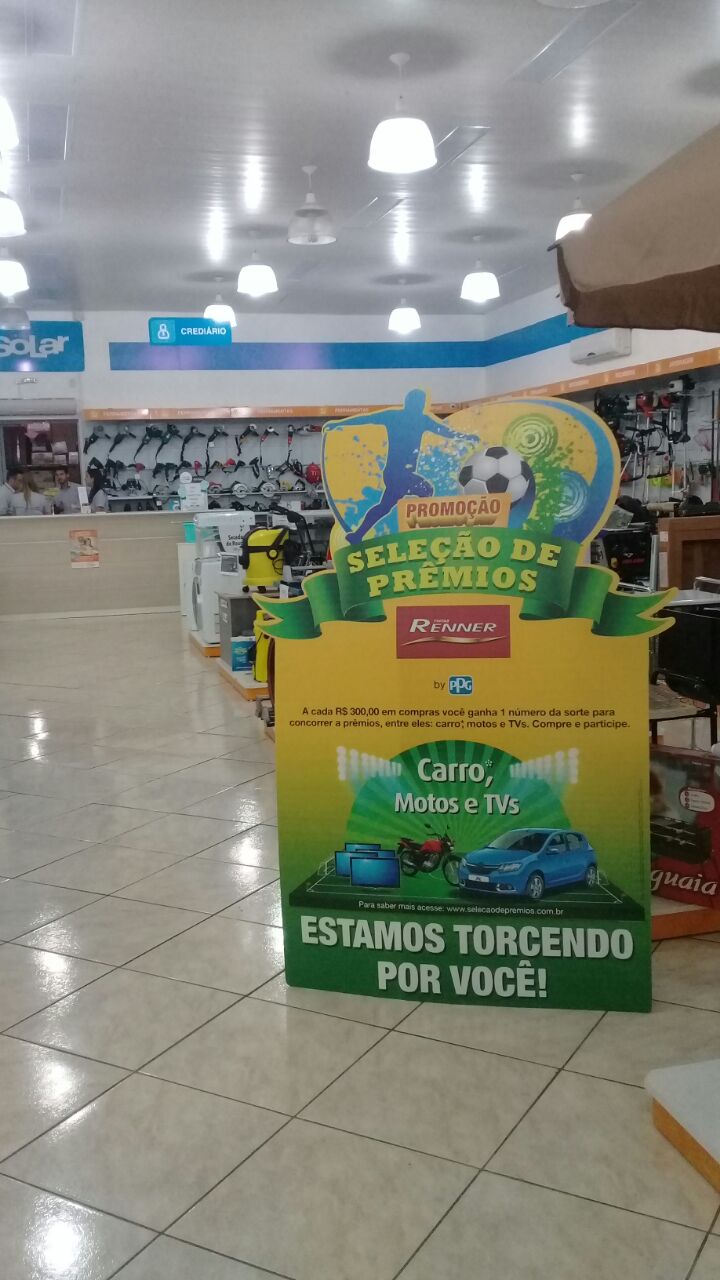 soLar
CREDIÁRIO
FERRAMENTAS
PROMOÇÃO
SELEÇÃO DE
PRÊMIOS
TINTAS
RENNER
by PPG
A cada R$ 300,00 em compras você ganha 1 número da sorte para
concorrer a prêmios, entre eles: carro*, motos e TVs. Compre e participe.
Carro*,
Motos e TVs
Para saber mais acesse: www.selecaodepremios.com.br
ESTAMOS TORCENDO
POR VOCÊ!
guaia